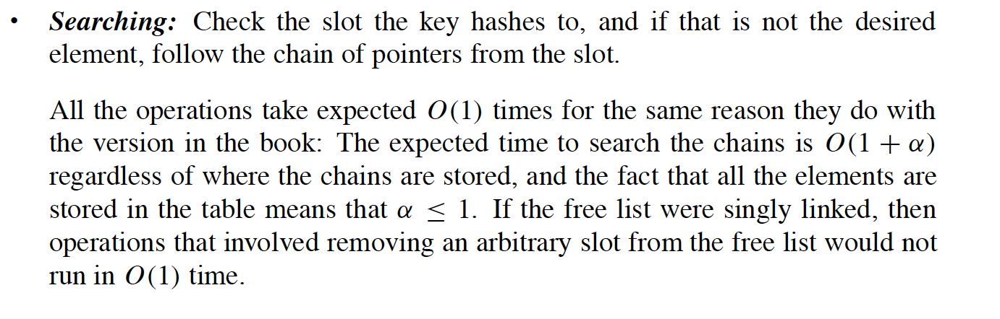 • Searching: Check the slot the key hashes to, and if that is not the desired
element, follow the chain of pointers from the slot.
All the operations take expected O(1) times for the same reason they do with
the version in the book: The expected time to search the chains is O(1 + α)
regardless of where the chains are stored, and the fact that all the elements are
stored in the table means that α ≤ 1. If the free list were singly linked, then
operations that involved removing an arbitrary slot from the free list would not
run in O(1) time.